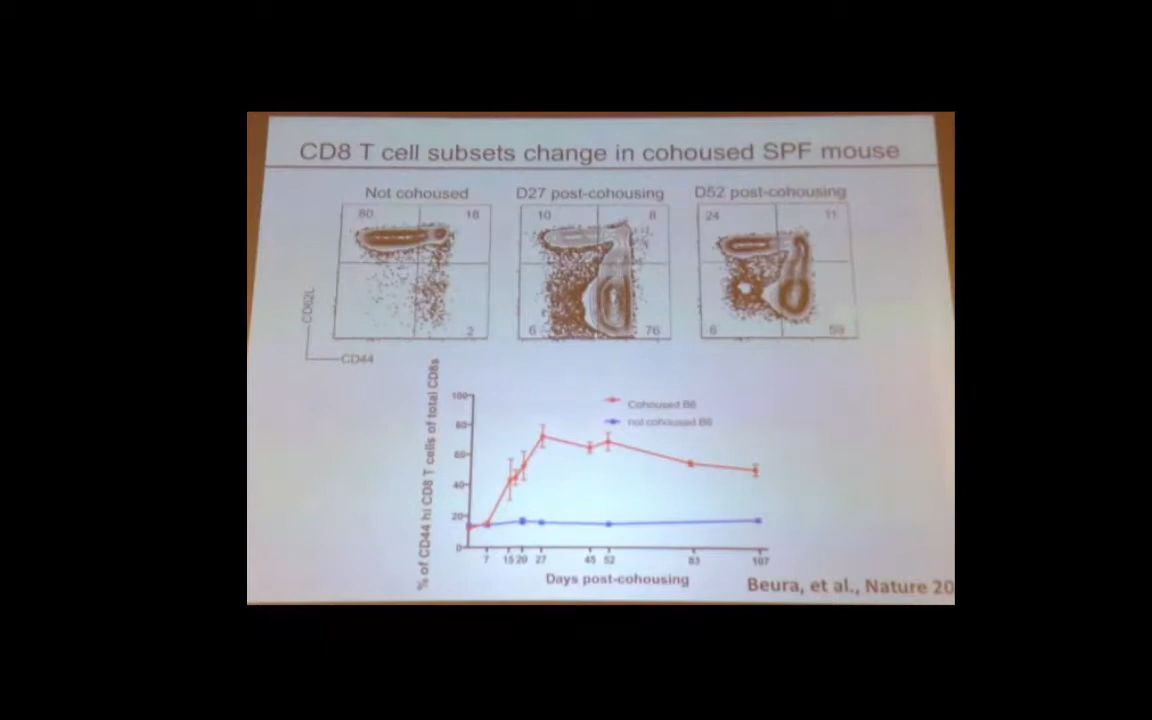 CD8 T cell subsets change in cohoused SPF mouse
Not cohoused
D27 post-cohousing
D52 post-cohousing
80
18
10
8
24
11
2
6
76
6
59
CD62L
CD44
% of CD44 hi CD8 T cells of total CD8s
100
80
60
40
20
0
Cohoused B6
not cohoused B6
7 15 20 27 45 52 83 107
Days post-cohousing
Beura, et al., Nature 20